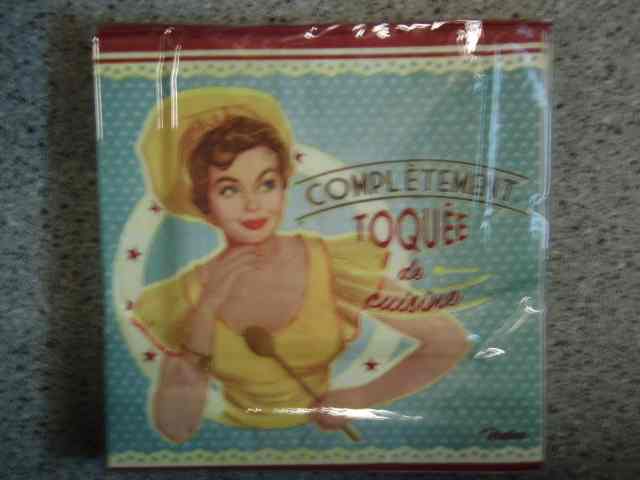 COMPLÈTEMENT
TOQUÉE
de
cuisine